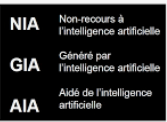 NIA Non-recours à
l'intelligence artificielle
GIA Généré par
l'intelligence artificielle
AIA Aidé de l'intelligence
artificielle